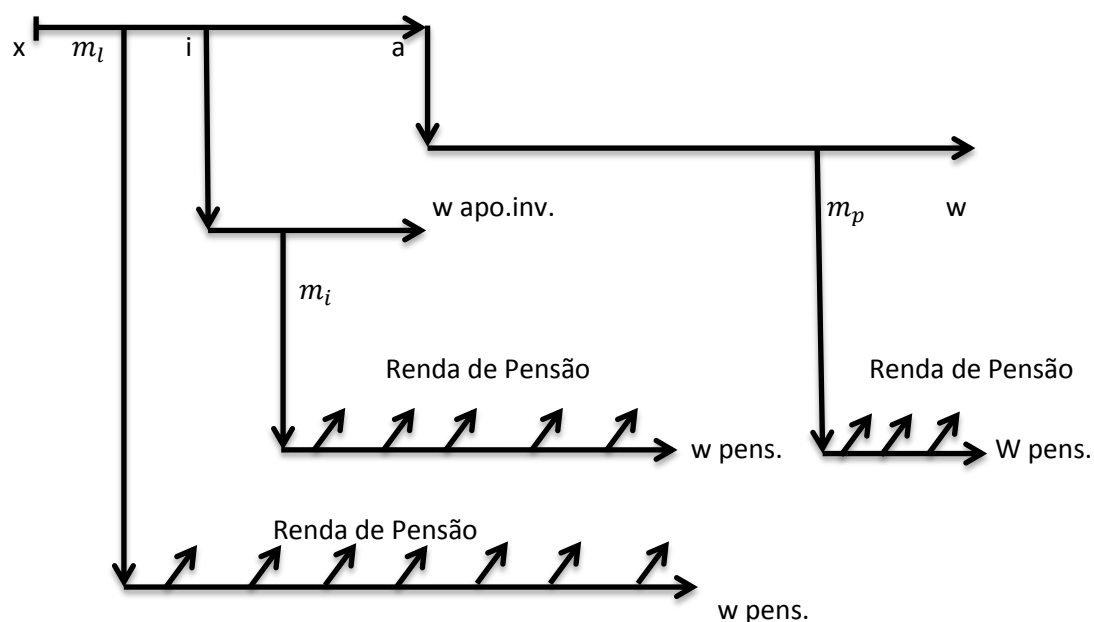 x m_l i a
w apo.inv. m_p w
m_i
Renda de Pensão Renda de Pensão
w pens. W pens.
Renda de Pensão
w pens.